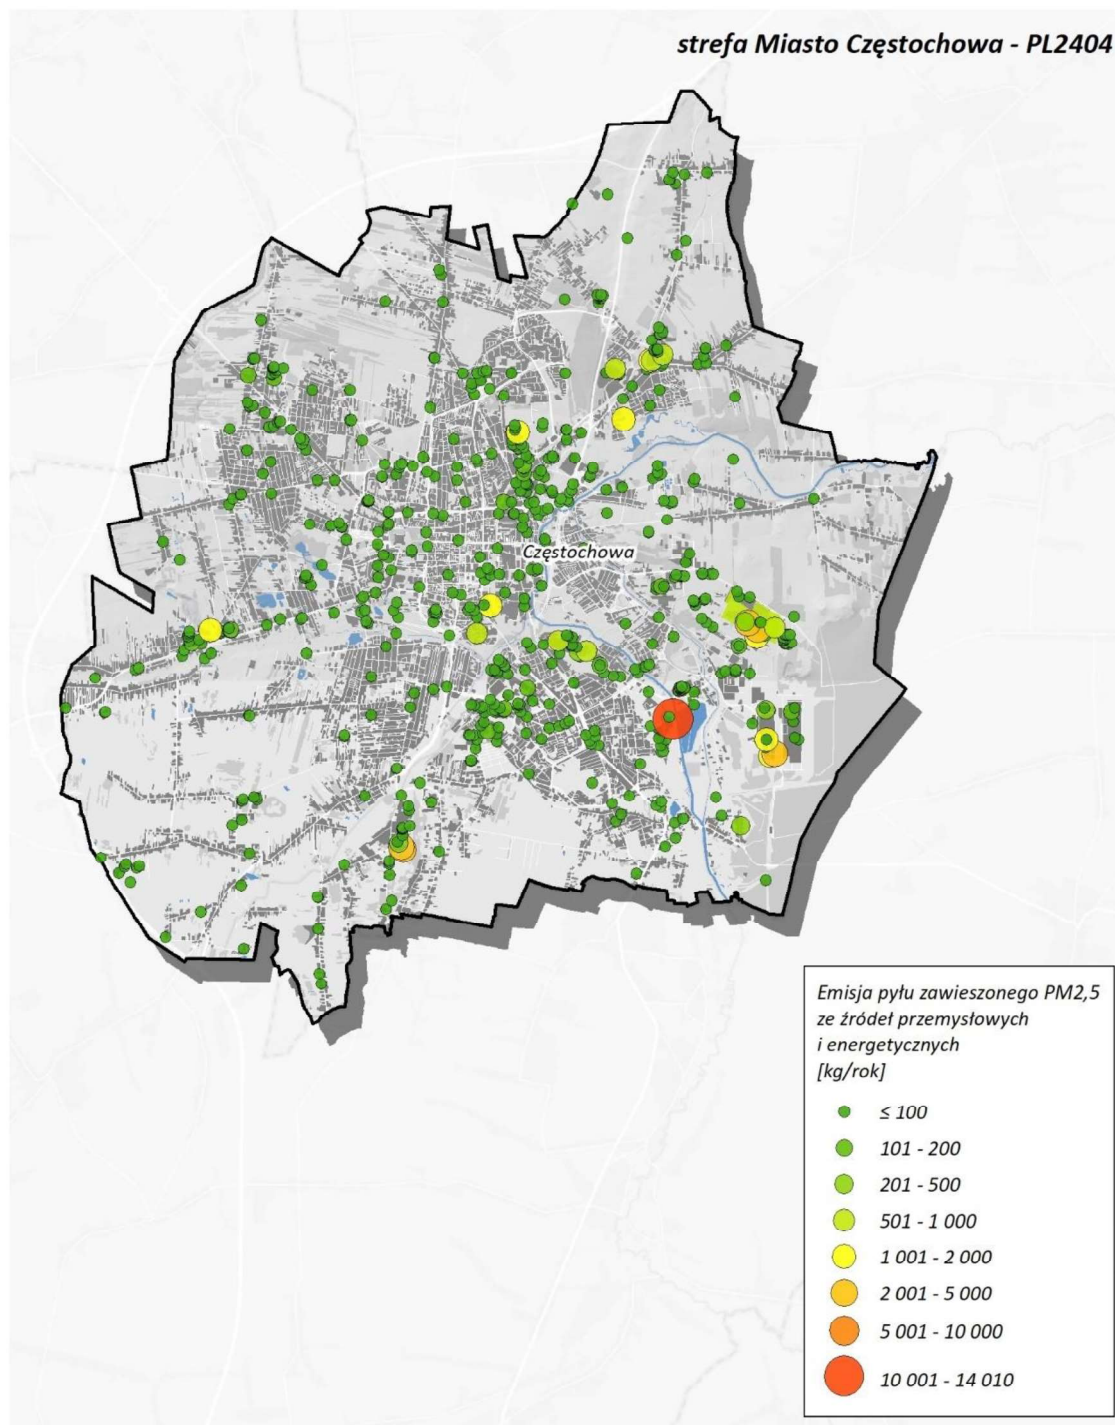 strefa Miasto Częstochowa - PL2404
Częstochowa
Emisja pyłu zawieszonego PM2,5
ze źródeł przemysłowych
i energetycznych
[kg/rok]
≤ 100
101 - 200
201 - 500
501 - 1 000
1 001 - 2 000
2 001 - 5 000
5 001 - 10 000
10 001 - 14 010